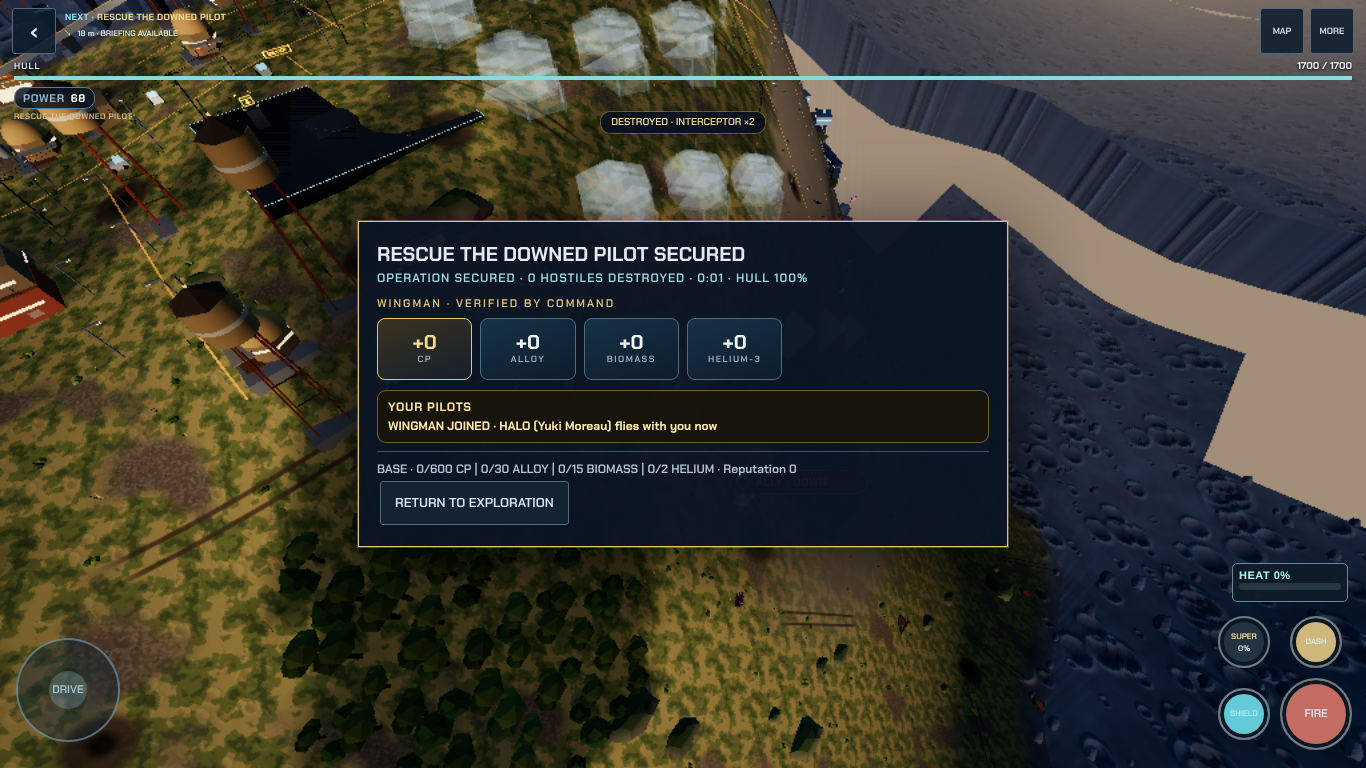 <
NEXT · RESCUE THE DOWNED PILOT
18 m · BRIEFING AVAILABLE
MAP
MORE
HULL
1700 / 1700
POWER 68
RESCUE THE DOWNED PILOT
DESTROYED · INTERCEPTOR ×2
RESCUE THE DOWNED PILOT SECURED
OPERATION SECURED · 0 HOSTILES DESTROYED · 0:01 · HULL 100%
WINGMAN · VERIFIED BY COMMAND
+0
CP
+0
ALLOY
+0
BIOMASS
+0
HELIUM-3
YOUR PILOTS
WINGMAN JOINED · HALO (Yuki Moreau) flies with you now
BASE · 0/600 CP | 0/30 ALLOY | 0/15 BIOMASS | 0/2 HELIUM · Reputation 0
RETURN TO EXPLORATION
HEAT 0%
SUPER
0%
DASH
DRIVE
SHIELD
FIRE